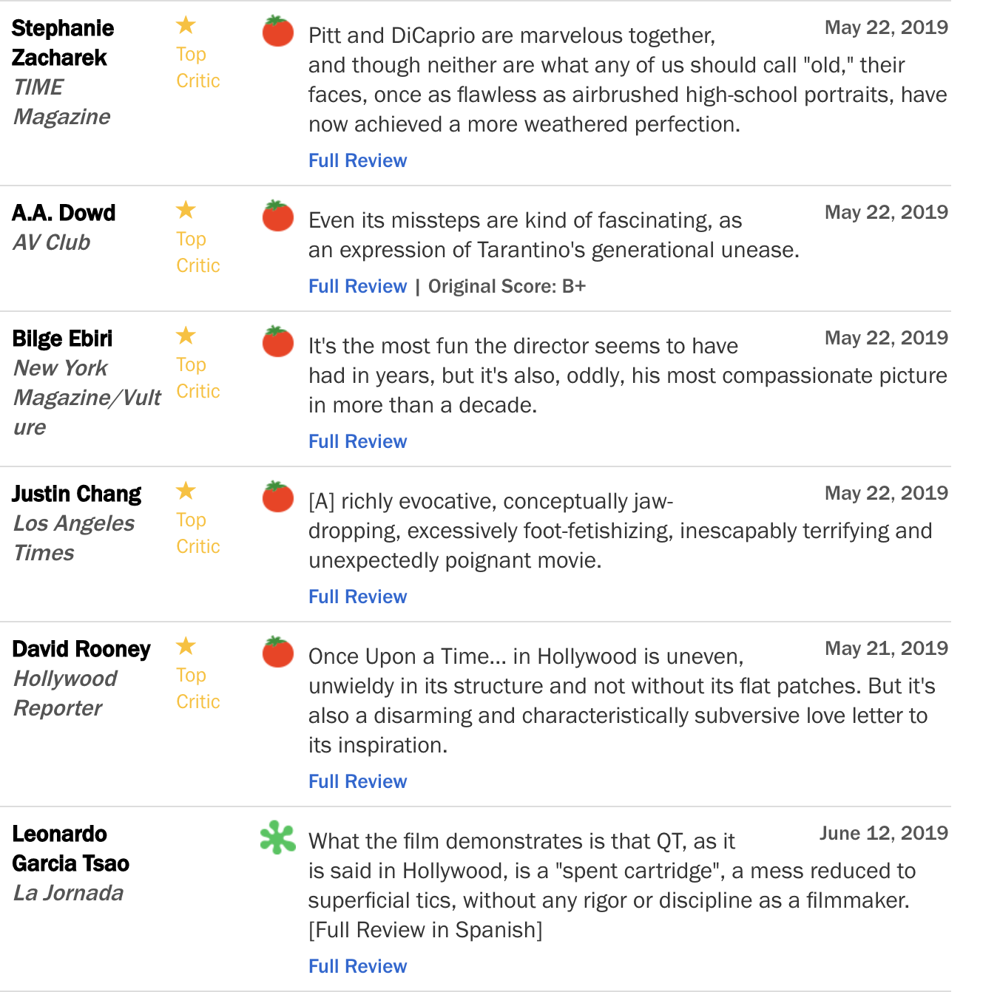 Stephanie
Zacharek
TIME
Magazine
Top
Critic
Pitt and DiCaprio are marvelous together,
and though neither are what any of us should call "old," their
faces, once as flawless as airbrushed high-school portraits, have
now achieved a more weathered perfection.
Full Review
May 22, 2019
A.A. Dowd
AV Club
Top
Critic
Even its missteps are kind of fascinating, as
an expression of Tarantino's generational unease.
Full Review | Original Score: B+
May 22, 2019
Bilge Ebiri
New York
Magazine/Vult
ure
Top
Critic
It's the most fun the director seems to have
had in years, but it's also, oddly, his most compassionate picture
in more than a decade.
Full Review
May 22, 2019
Justin Chang
Los Angeles
Times
Top
Critic
[A] richly evocative, conceptually jaw-
dropping, excessively foot-fetishizing, inescapably terrifying and
unexpectedly poignant movie.
Full Review
May 22, 2019
David Rooney
Hollywood
Reporter
Top
Critic
Once Upon a Time... in Hollywood is uneven,
unwieldy in its structure and not without its flat patches. But it's
also a disarming and characteristically subversive love letter to
its inspiration.
Full Review
May 21, 2019
Leonardo
Garcia Tsao
La Jornada
What the film demonstrates is that QT, as it
is said in Hollywood, is a "spent cartridge", a mess reduced to
superficial tics, without any rigor or discipline as a filmmaker.
[Full Review in Spanish]
Full Review
June 12, 2019